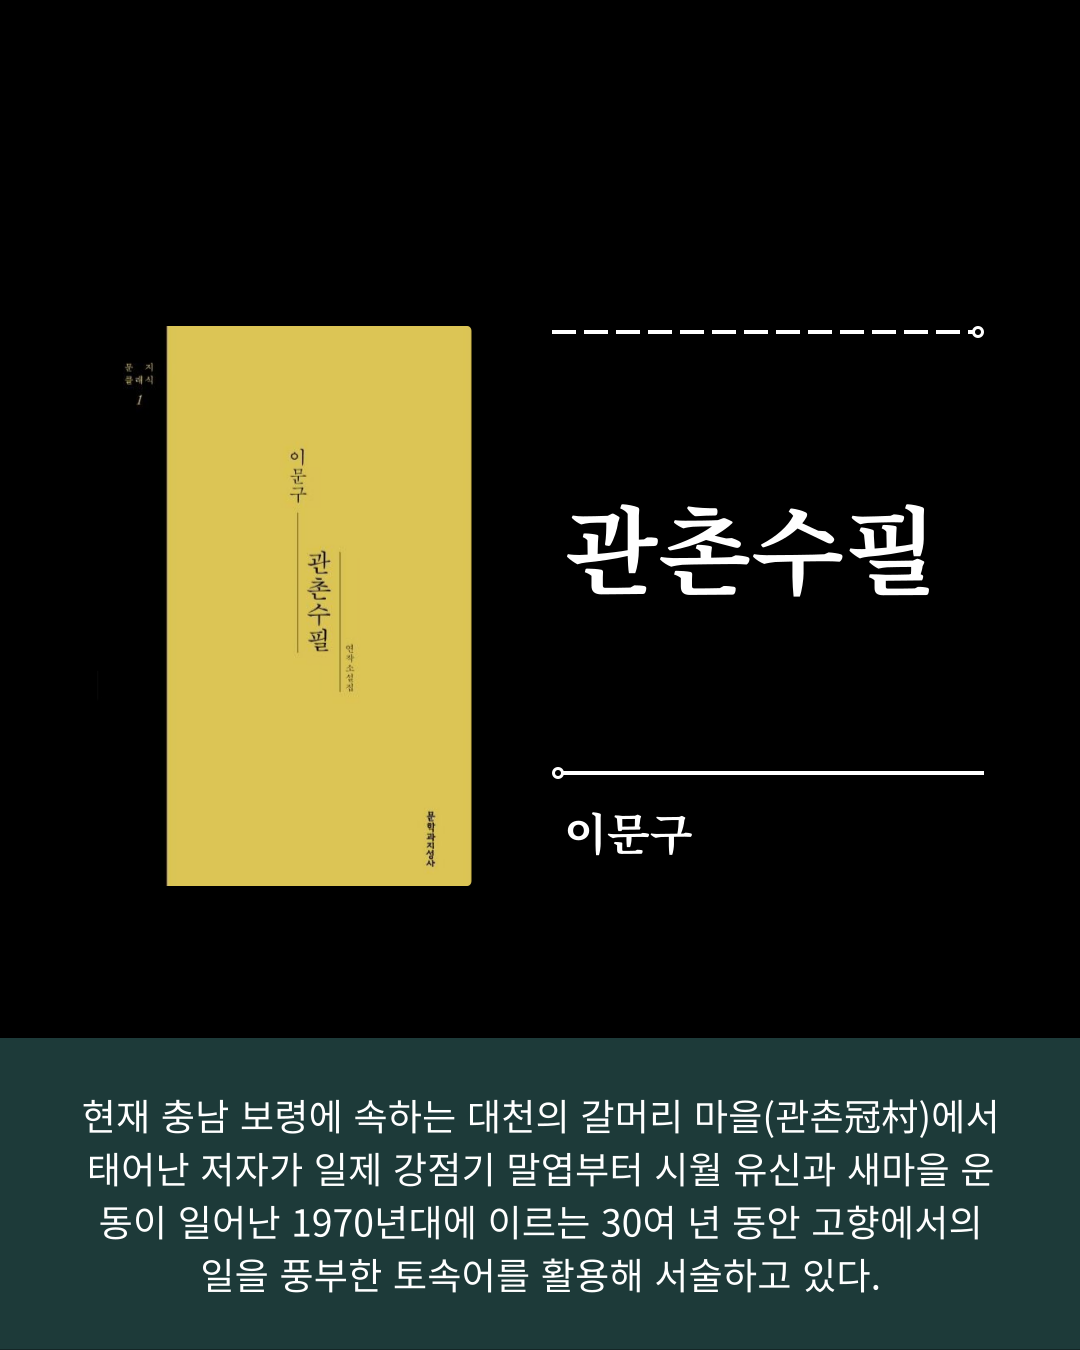 문 지
클래식
1
이문구
관촌수필
연작소설집
문학과지성사
관촌수필
이문구
현재 충남 보령에 속하는 대천의 갈머리 마을(관촌冠村)에서
태어난 저자가 일제 강점기 말엽부터 시월 유신과 새마을 운
동이 일어난 1970년대에 이르는 30여 년 동안 고향에서의
일을 풍부한 토속어를 활용해 서술하고 있다.